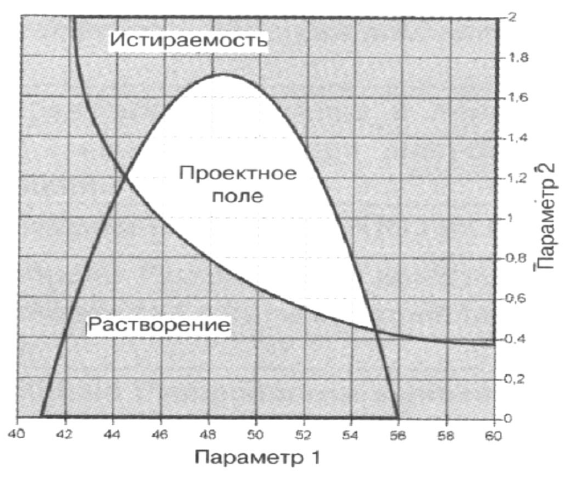 Истираемость
Проектное
поле
Растворение
2
1.8
1.6
1,4
1,2
1
0,8
0,6
0,4
0,2
0
Параметр 2
40 42 44 46 48 50 52 54 56 58 60
Параметр 1